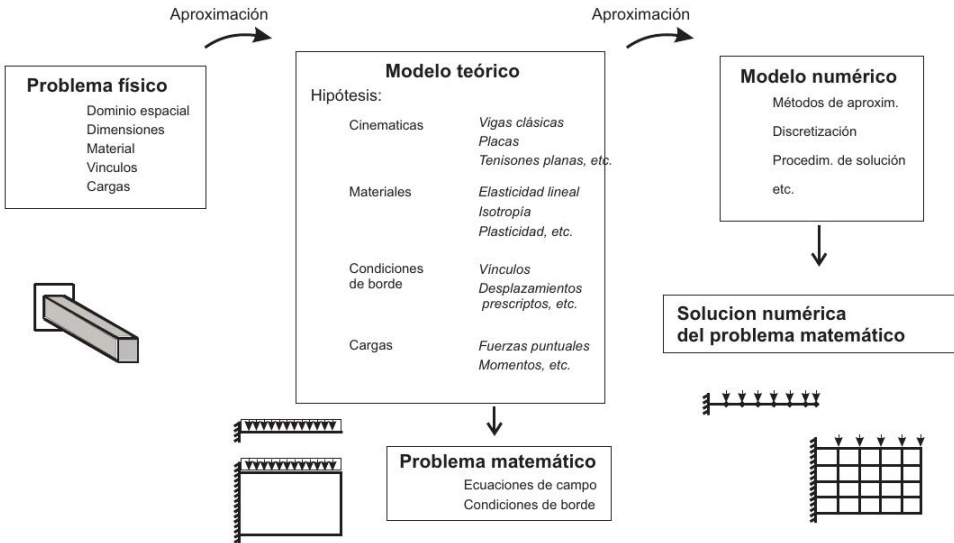 Aproximación
Aproximación
Problema físico
Dominio espacial
Dimensiones
Material
Vinculos
Cargas
Modelo teórico
Hipótesis:
Cinematicas
Vigas clásicas
Placas
Tenisones planas, etc.
Materiales
Elasticidad lineal
Isotropía
Plasticidad, etc.
Condiciones
de borde
Vínculos
Desplazamientos
prescriptos, etc.
Cargas
Fuerzas puntuales
Momentos, etc.
Problema matemático
Ecuaciones de campo
Condiciones de borde
Modelo numérico
Métodos de aproxim.
Discretización
Procedim. de solución
etc.
Solucion numérica
del problema matemático